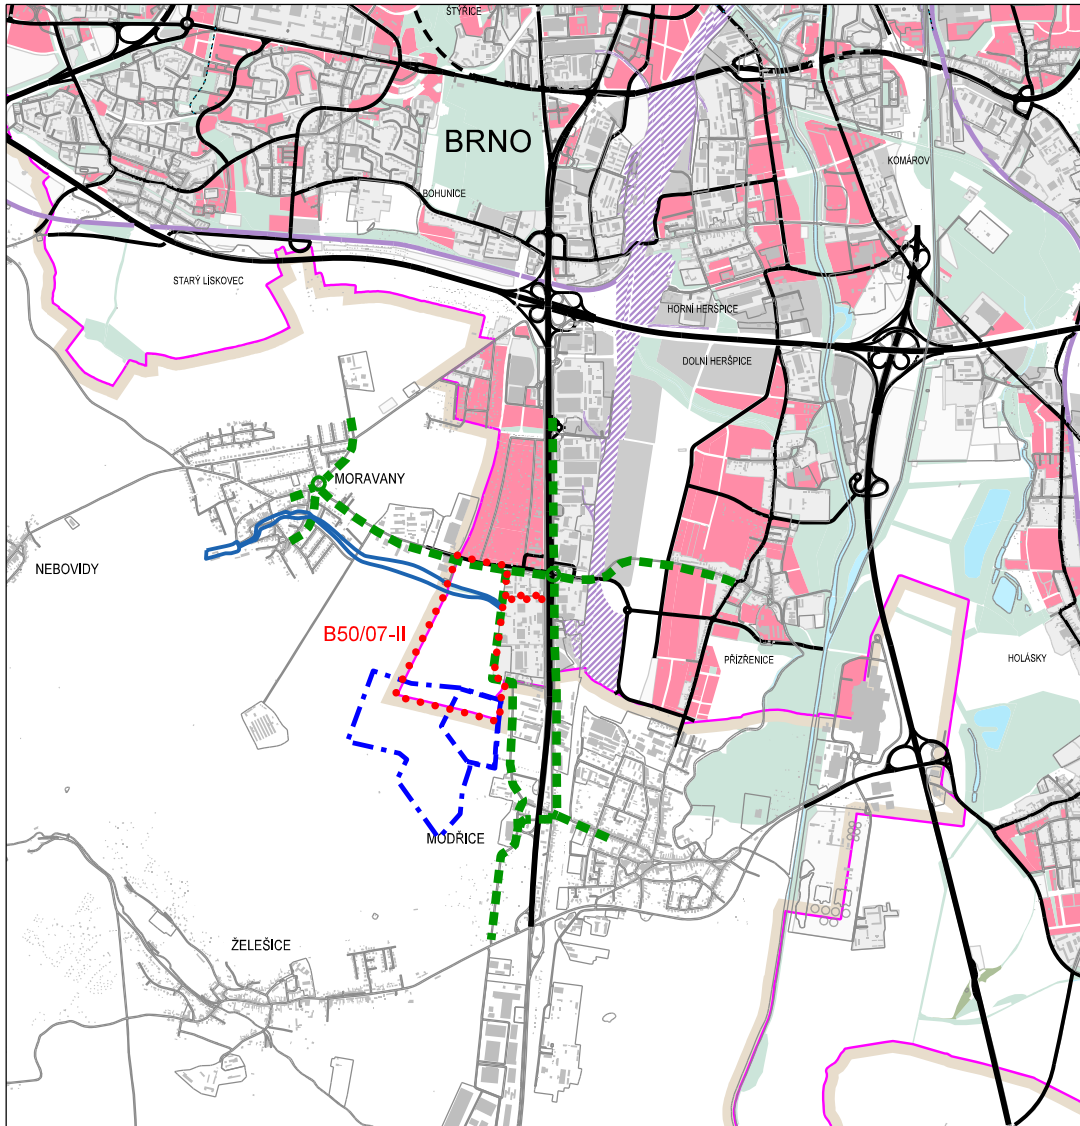 ŠTÝŘICE
BRNO
KOMÁROV
BOHUNICE
STARÝ LÍSKOVEC
HORNÍ HERŠPICE
DOLNÍ HERŠPICE
MORAVANY
NEBOVIDY
B50/07-II
PŘÍZŘENICE
HOLÁSKY
MODŘICE
ŽELEŠICE